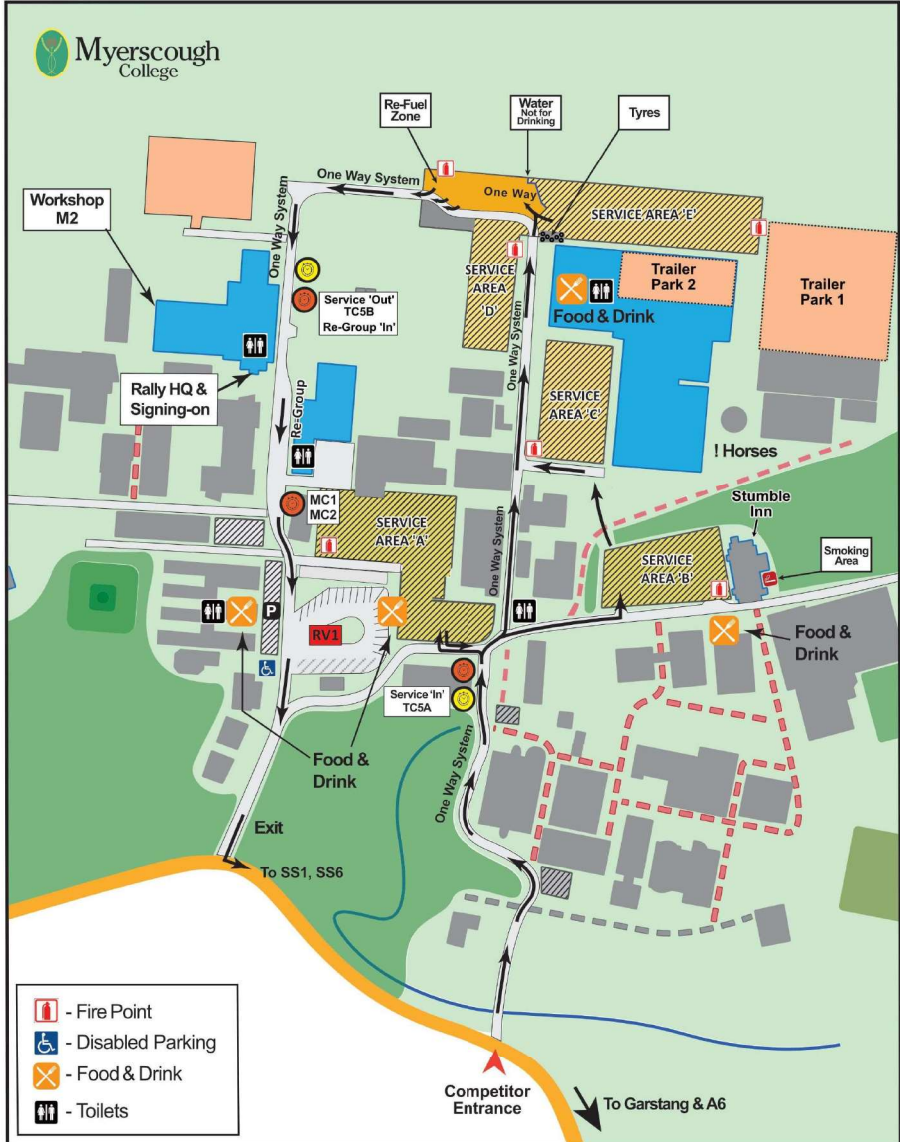 Myerscough
College
Re-Fuel
Zone
Water
Not for
Drinking
Tyres
One Way System
One Way
SERVICE AREA 'E'
Workshop
M2
One Way System
SERVICE
AREA
'D'
Trailer
Park 2
Trailer
Park 1
Food & Drink
Service 'Out'
TC5B
Re-Group 'In'
One Way System
Rally HQ &
Signing-on
Re-Group
SERVICE
AREA 'C'
! Horses
Stumble
Inn
MC1
MC2
SERVICE
AREA 'A'
One Way System
SERVICE
AREA 'B'
Smoking
Area
P
RV1
Food &
Drink
Service 'In'
TC5A
Food &
Drink
One Way System
Exit
To SS1, SS6
- Fire Point
- Disabled Parking
- Food & Drink
- Toilets
Competitor
Entrance
To Garstang & A6